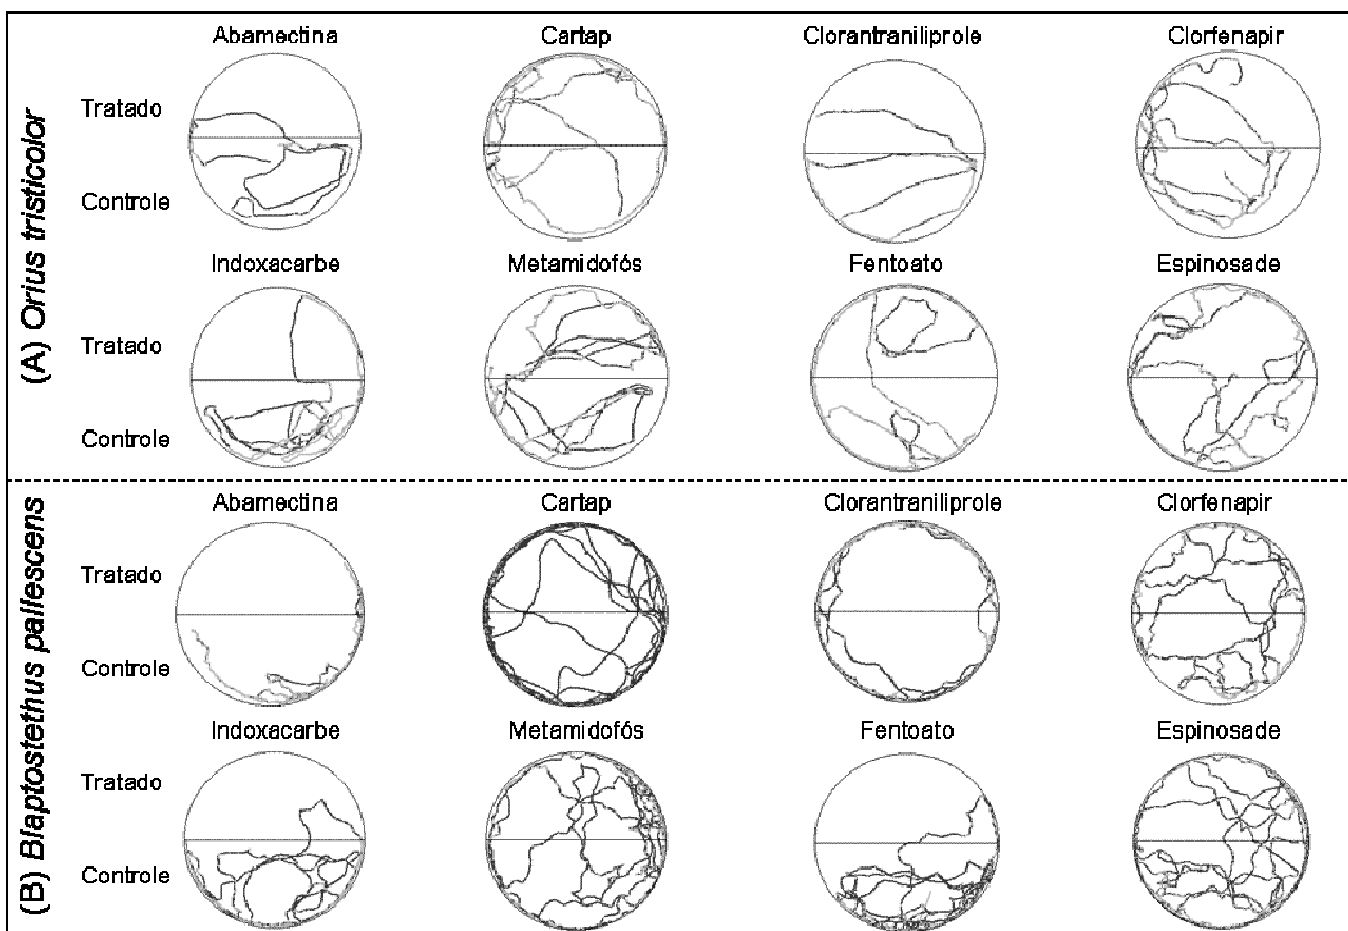 (A) Orius tristicolor
Abamectina Cartap Clorantraniliprole Clorfenapir
Tratado
Controle
Indoxacarbe Metamidofós Fentoato Espinosade
Tratado
Controle
(B) Blaptostethus pallescens
Abamectina Cartap Clorantraniliprole Clorfenapir
Tratado
Controle
Indoxacarbe Metamidofós Fentoato Espinosade
Tratado
Controle